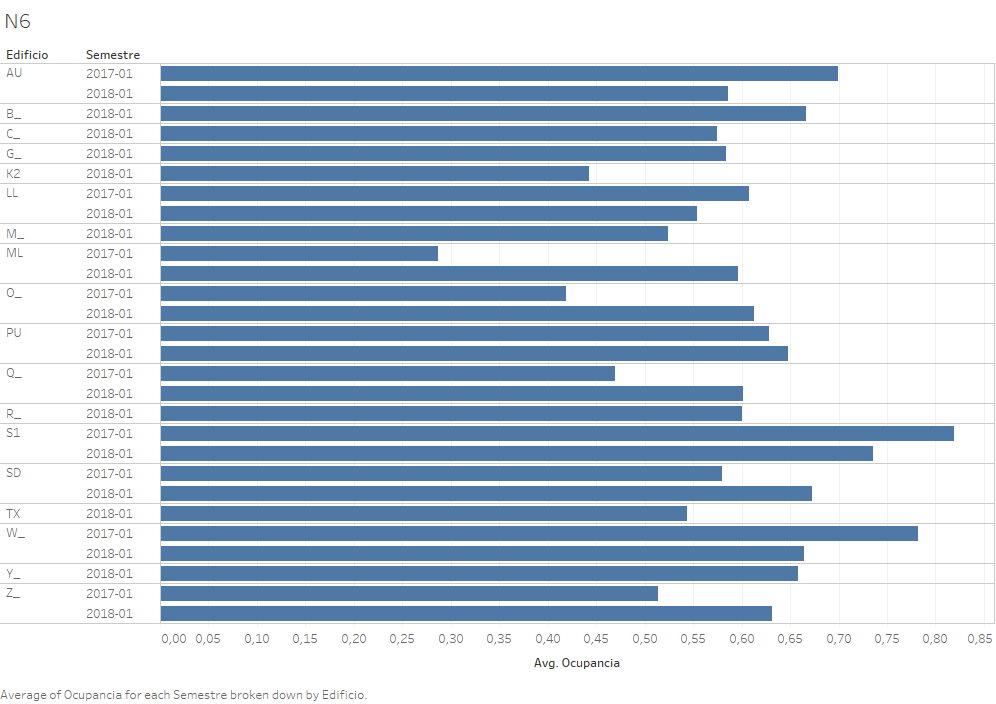 N6
Edificio Semestre
AU 2017-01
2018-01
B_ 2018-01
C_ 2018-01
G_ 2018-01
K2 2018-01
LL 2017-01
2018-01
M_ 2018-01
ML 2017-01
2018-01
O_ 2017-01
2018-01
PU 2017-01
2018-01
Q_ 2017-01
2018-01
R_ 2018-01
S1 2017-01
2018-01
SD 2017-01
2018-01
TX 2018-01
W_ 2017-01
2018-01
Y_ 2018-01
Z_ 2017-01
2018-01
0,00 0,05 0,10 0,15 0,20 0,25 0,30 0,35 0,40 0,45 0,50 0,55 0,60 0,65 0,70 0,75 0,80 0,85
Avg. Ocupancia
Average of Ocupancia for each Semestre broken down by Edificio.